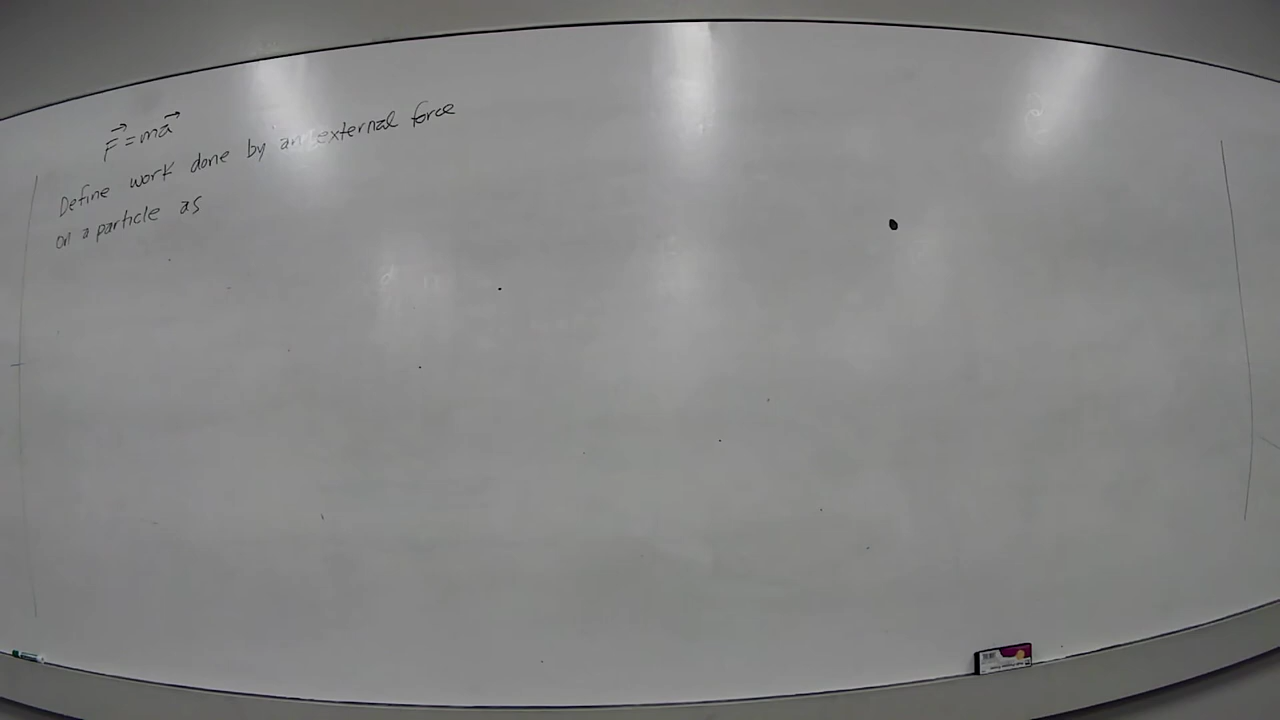 F⃗ = ma⃗
Define work done by an external force
on a particle as